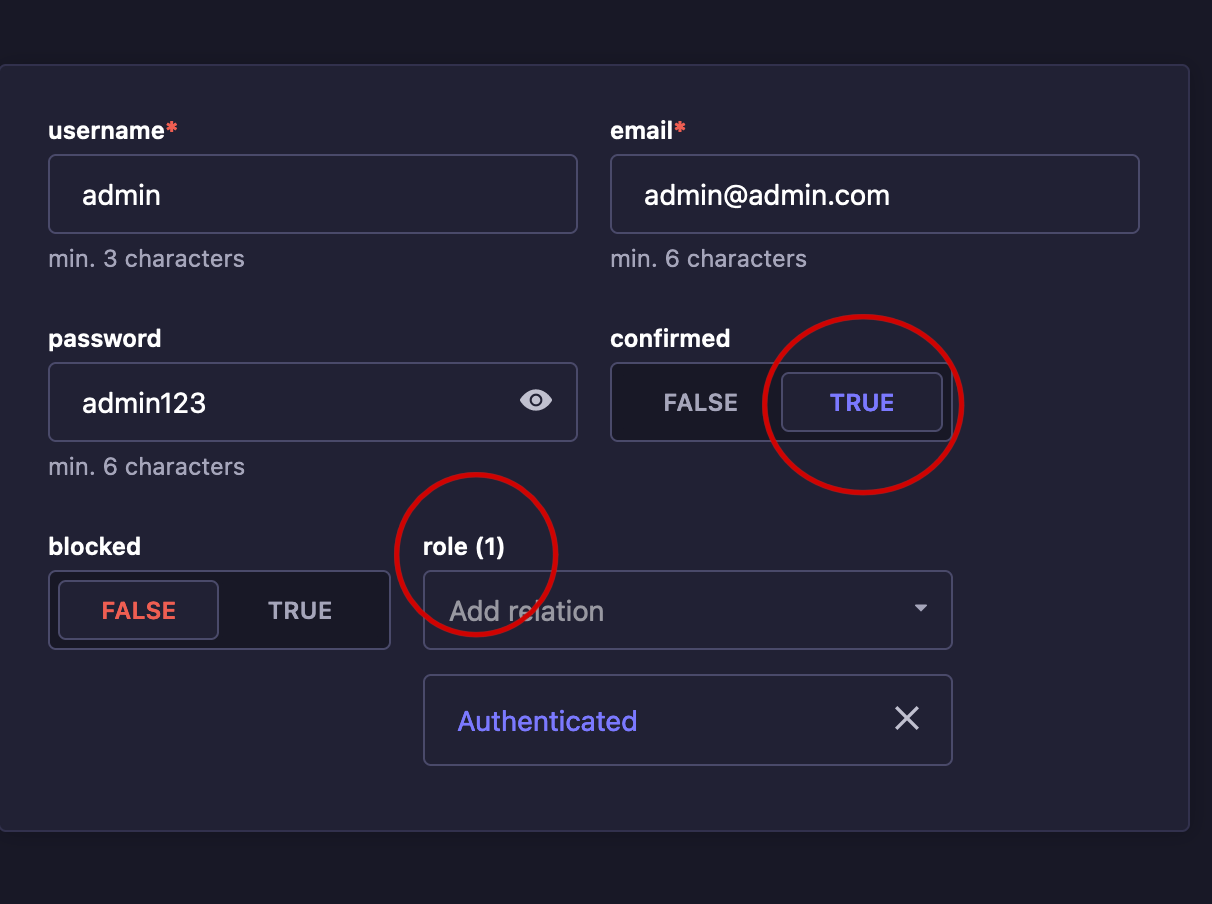 username*
email*
admin
admin@admin.com
min. 3 characters
min. 6 characters
password
confirmed
admin123
FALSE
TRUE
min. 6 characters
blocked
role (1)
FALSE
TRUE
Add relation
Authenticated